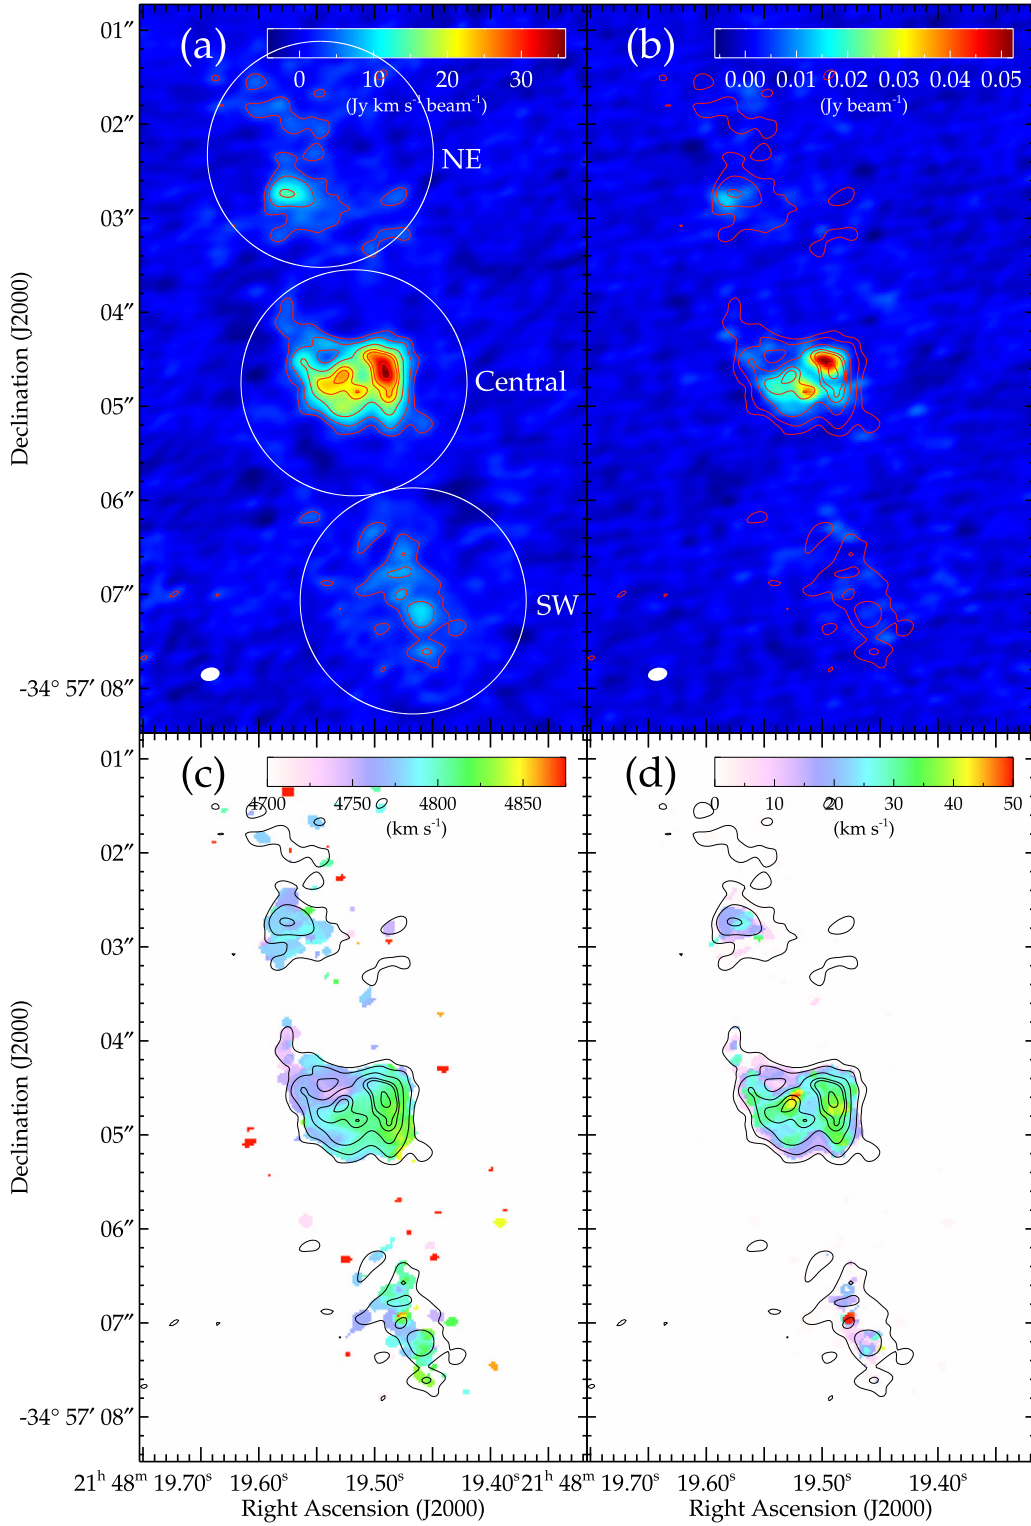 (a)
0 10 20 30
(Jy km s-1 beam-1)
NE
Central
SW
(b)
0.00 0.01 0.02 0.03 0.04 0.05
(Jy beam-1)
01″
02″
03″
04″
05″
06″
07″
-34° 57′ 08″
Declination (J2000)
(c)
4700 4750 4800 4850
(km s-1)
(d)
0 10 20 30 40 50
(km s-1)
01″
02″
03″
04″
05″
06″
07″
-34° 57′ 08″
Declination (J2000)
21h 48m 19.70s 19.60s 19.50s 19.40s
Right Ascension (J2000)
21h 48m 19.70s 19.60s 19.50s 19.40s
Right Ascension (J2000)